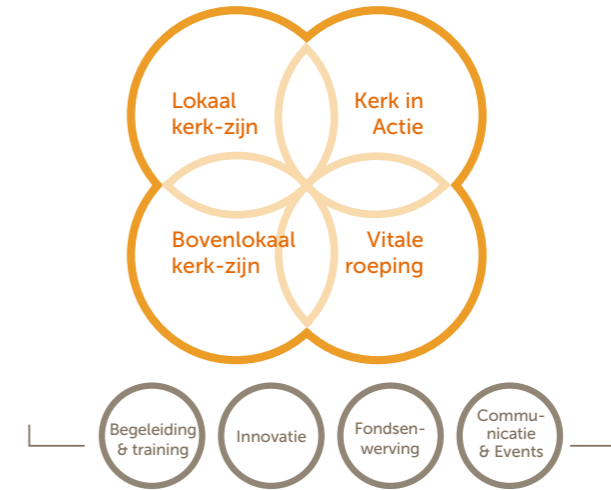 Lokaal
kerk-zijn
Kerk in
Actie
Bovenlokaal
kerk-zijn
Vitale
roeping
Begeleiding
& training
Innovatie
Fondsen-
werving
Commu-
nicatie
& Events